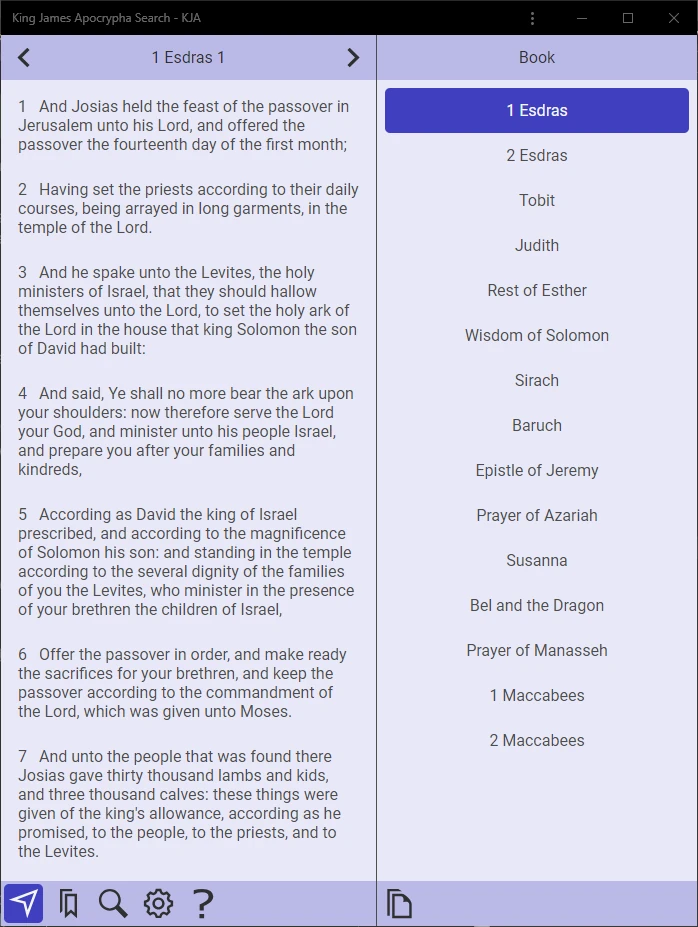 King James Apocrypha Search - KJA
1 Esdras 1
1 And Josias held the feast of the passover in
Jerusalem unto his Lord, and offered the
passover the fourteenth day of the first month;
2 Having set the priests according to their daily
courses, being arrayed in long garments, in the
temple of the Lord.
3 And he spake unto the Levites, the holy
ministers of Israel, that they should hallow
themselves unto the Lord, to set the holy ark of
the Lord in the house that king Solomon the son
of David had built:
4 And said, Ye shall no more bear the ark upon
your shoulders: now therefore serve the Lord
your God, and minister unto his people Israel,
and prepare you after your families and
kindreds,
5 According as David the king of Israel
prescribed, and according to the magnificence
of Solomon his son: and standing in the temple
according to the several dignity of the families
of you the Levites, who minister in the presence
of your brethren the children of Israel,
6 Offer the passover in order, and make ready
the sacrifices for your brethren, and keep the
passover according to the commandment of
the Lord, which was given unto Moses.
7 And unto the people that was found there
Josias gave thirty thousand lambs and kids,
and three thousand calves: these things were
given of the king's allowance, according as he
promised, to the people, to the priests, and to
the Levites.
Book
1 Esdras
2 Esdras
Tobit
Judith
Rest of Esther
Wisdom of Solomon
Sirach
Baruch
Epistle of Jeremy
Prayer of Azariah
Susanna
Bel and the Dragon
Prayer of Manasseh
1 Maccabees
2 Maccabees